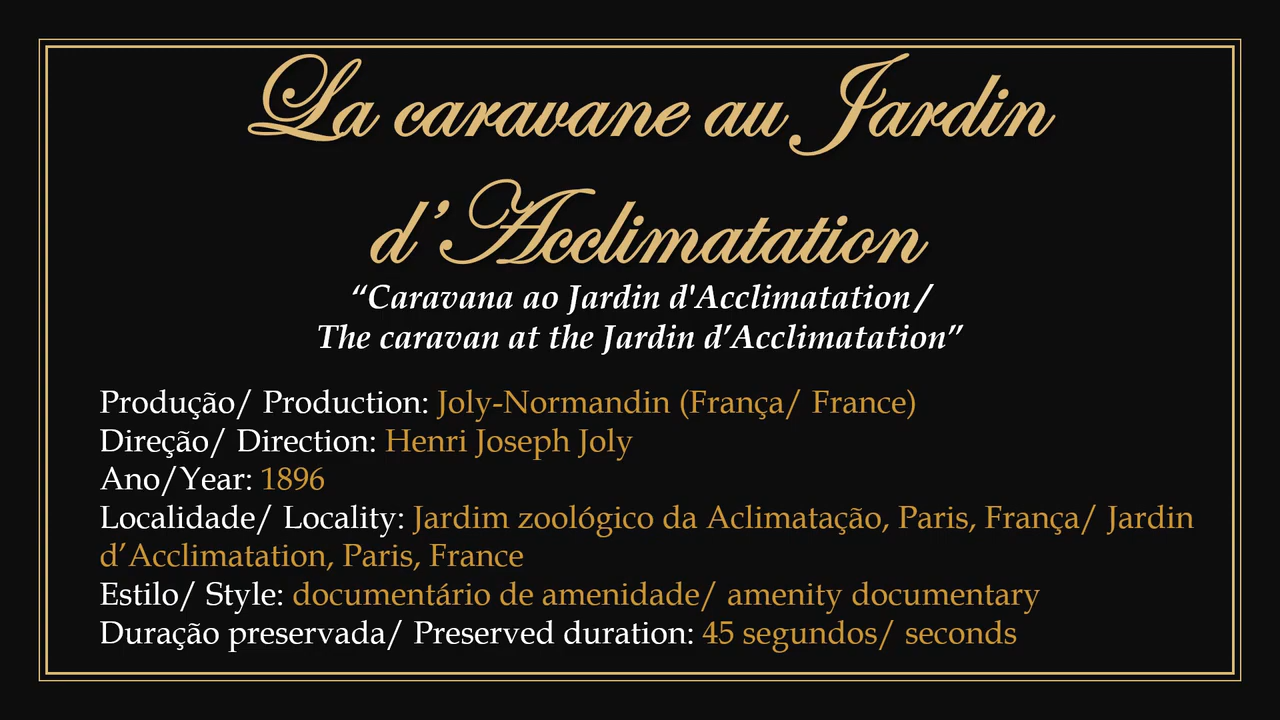 La caravane au Jardin
d’Acclimatation
“Caravana ao Jardin d'Acclimatation/
The caravan at the Jardin d’Acclimatation”
Produção/ Production: Joly-Normandin (França/ France)
Direção/ Direction: Henri Joseph Joly
Ano/Year: 1896
Localidade/ Locality: Jardim zoológico da Aclimatação, Paris, França/ Jardin
d’Acclimatation, Paris, France
Estilo/ Style: documentário de amenidade/ amenity documentary
Duração preservada/ Preserved duration: 45 segundos/ seconds